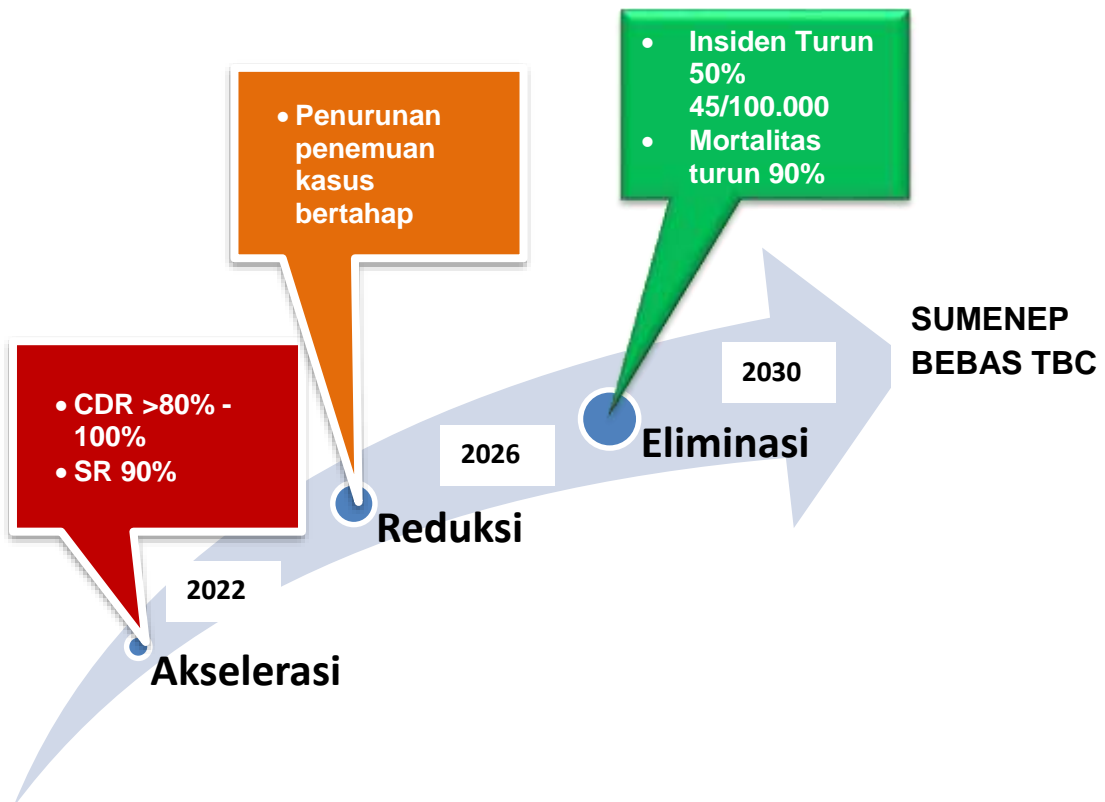 • Insiden Turun
50%
45/100.000
• Mortalitas
turun 90%
• Penurunan
penemuan
kasus
bertahap
SUMENEP
BEBAS TBC
• CDR >80% -
100%
• SR 90%
2030
Eliminasi
2026
Reduksi
2022
Akselerasi